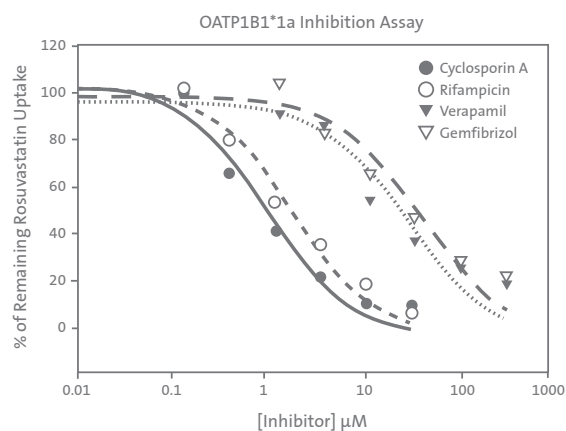 OATP1B1*1a Inhibition Assay
% of Remaining Rosuvastatin Uptake
120
100
80
60
40
20
0
Cyclosporin A
Rifampicin
Verapamil
Gemfibrizol
0.01
0.1
1
10
100
1000
[Inhibitor] µM